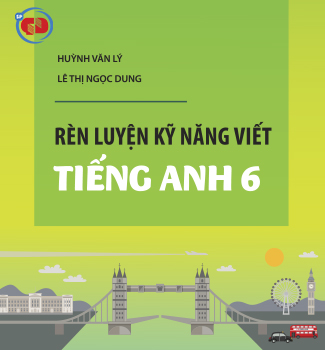 HUỲNH VĂN LÝ
LÊ THỊ NGỌC DUNG
RÈN LUYỆN KỸ NĂNG VIẾT
TIẾNG ANH 6